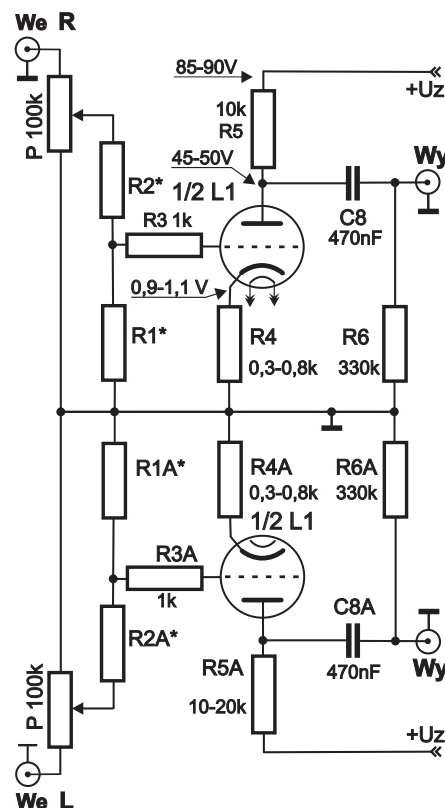 We R
85-90V
+Uz
P 100k
10k
R5
R2*
45-50V
Wy
1/2 L1
R3 1k
C8
470nF
0,9-1,1 V
R1*
R4
0,3-0,8k
R6
330k
R1A*
R4A
0,3-0,8k
R6A
330k
1/2 L1
R3A
1k
C8A
470nF
R2A*
Wy
R5A
10-20k
P 100k
+Uz
We L